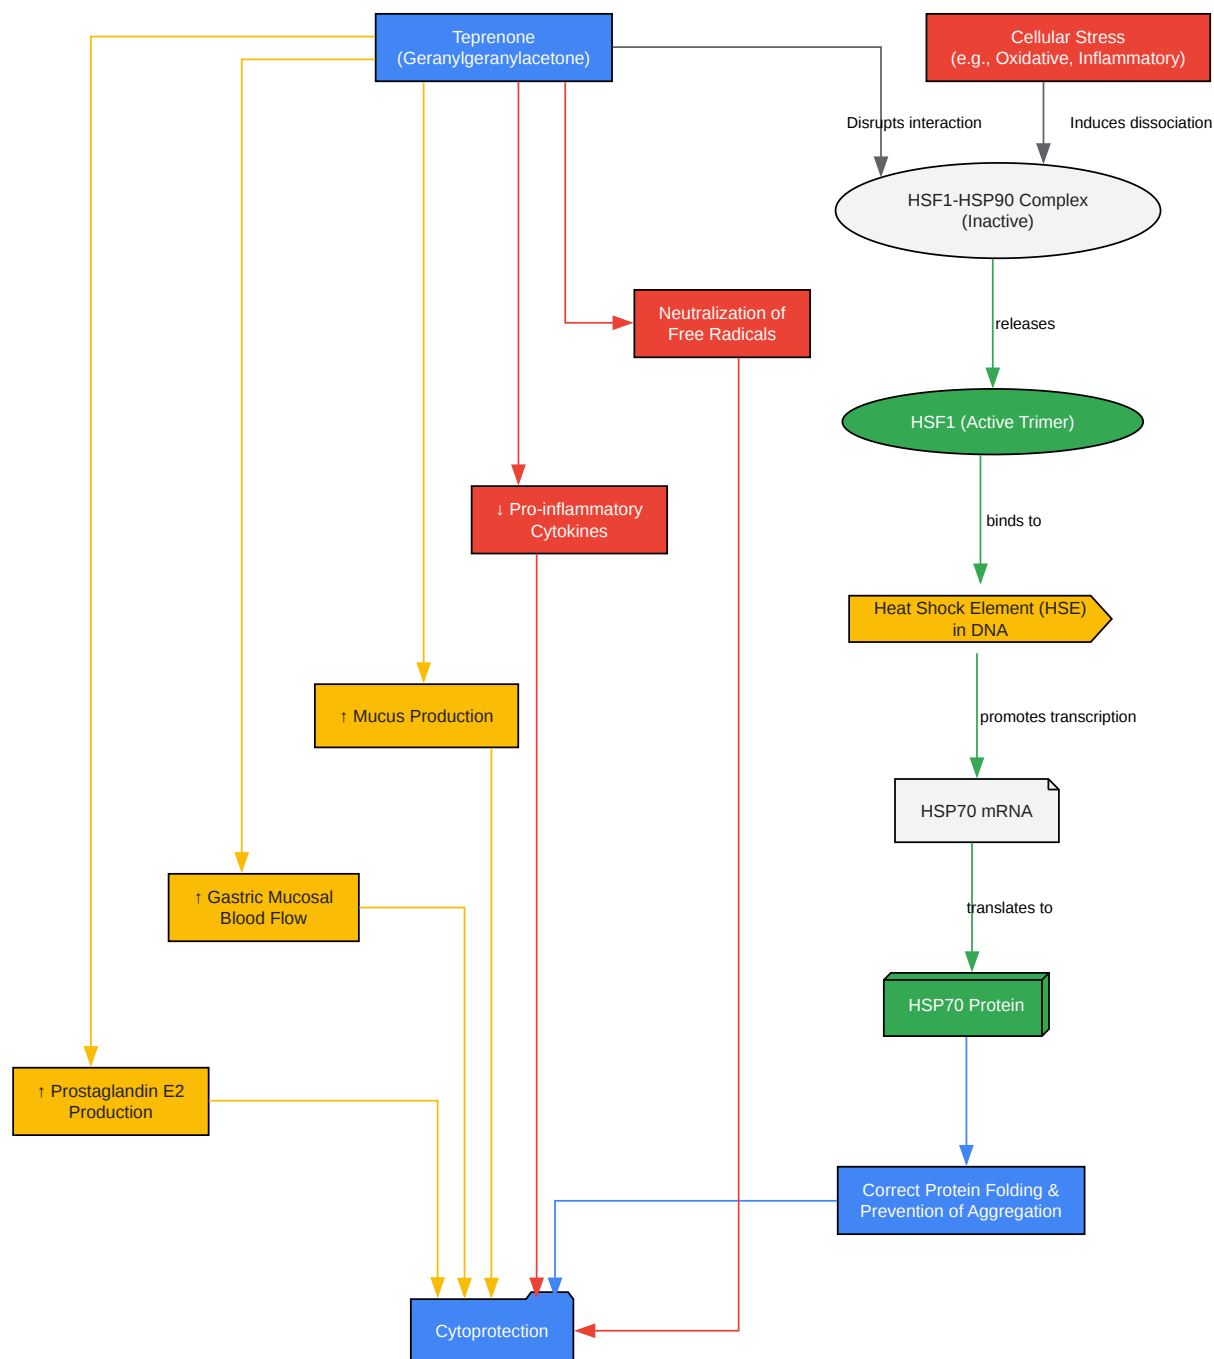 Teprenone
(Geranylgeranylacetone)
Cellular Stress
(e.g., Oxidative, Inflammatory)
Disrupts interaction
Induces dissociation
HSF1-HSP90 Complex
(Inactive)
Neutralization of
Free Radicals
releases
HSF1 (Active Trimer)
↓ Pro-inflammatory
Cytokines
binds to
Heat Shock Element (HSE)
in DNA
↑ Mucus Production
promotes transcription
HSP70 mRNA
↑ Gastric Mucosal
Blood Flow
translates to
HSP70 Protein
↑ Prostaglandin E2
Production
Correct Protein Folding &
Prevention of Aggregation
Cytoprotection